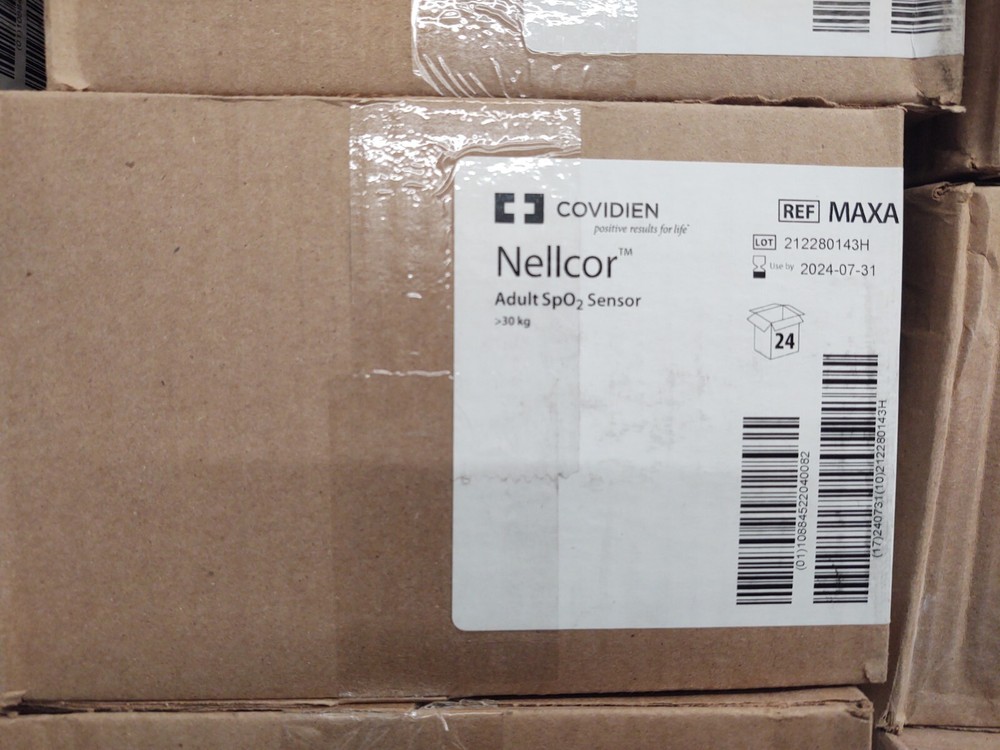 COVIDIEN
positive results for life™
Nellcor™
Adult SpO₂ Sensor
>30 kg
REF MAXA
LOT 212280143H
Use by 2024-07-31
24
(01)10884522040082
(17)240731(10)212280143H